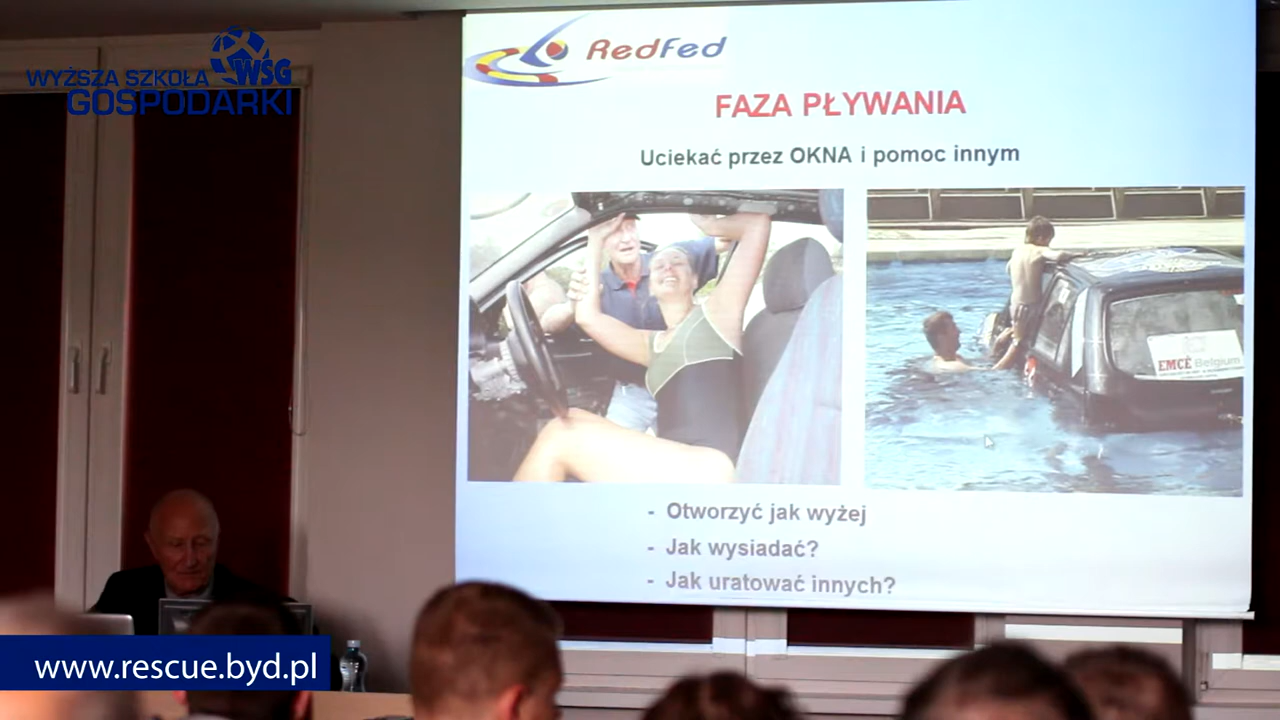 WYŻSZA SZKOŁA WSG
GOSPODARKI
RedFed
FAZA PŁYWANIA
Uciekać przez OKNA i pomoc innym
EMCÉ Belgium
- Otworzyć jak wyżej
- Jak wysiadać?
- Jak uratować innych?
www.rescue.byd.pl